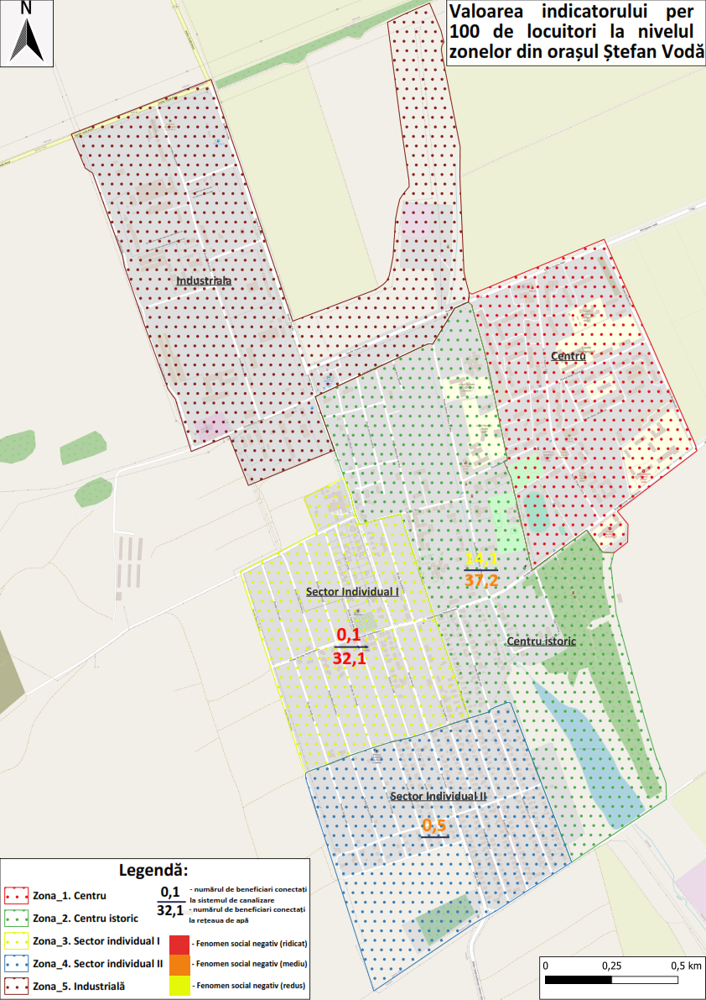 N
Valoarea indicatorului per
100 de locuitori la nivelul
zonelor din orașul Ștefan Vodă
Industriala
Centru
14,1
37,2
Sector Individual I
0,1
32,1
Centru istoric
Sector Individual II
0,5
Legendă:
Zona_1. Centru
Zona_2. Centru istoric
Zona_3. Sector individual I
Zona_4. Sector individual II
Zona_5. Industrială
0,1
32,1
- numărul de beneficiari conectați
la sistemul de canalizare
- numărul de beneficiari conectați
la rețeaua de apă
- Fenomen social negativ (ridicat)
- Fenomen social negativ (mediu)
- Fenomen social negativ (redus)
0 0,25 0,5 km